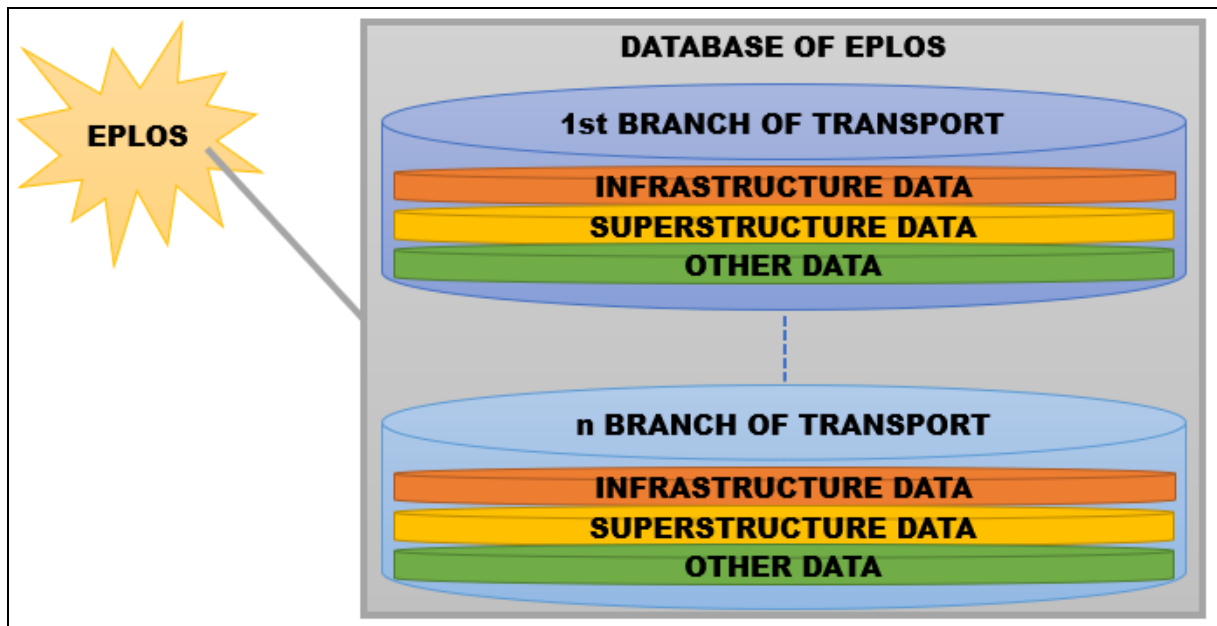 EPLOS
DATABASE OF EPLOS
1st BRANCH OF TRANSPORT
INFRASTRUCTURE DATA
SUPERSTRUCTURE DATA
OTHER DATA
n BRANCH OF TRANSPORT
INFRASTRUCTURE DATA
SUPERSTRUCTURE DATA
OTHER DATA